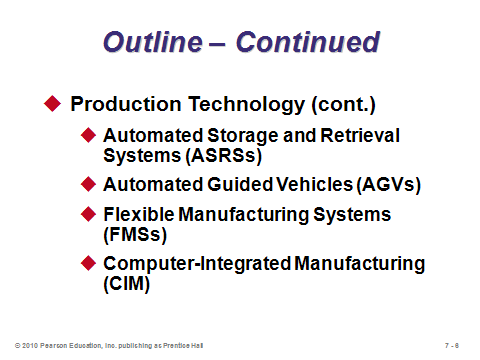 Outline – Continued
Production Technology (cont.)
Automated Storage and Retrieval
Systems (ASRSs)
Automated Guided Vehicles (AGVs)
Flexible Manufacturing Systems
(FMSs)
Computer-Integrated Manufacturing
(CIM)
© 2010 Pearson Education, Inc. publishing as Prentice Hall
7 - 6